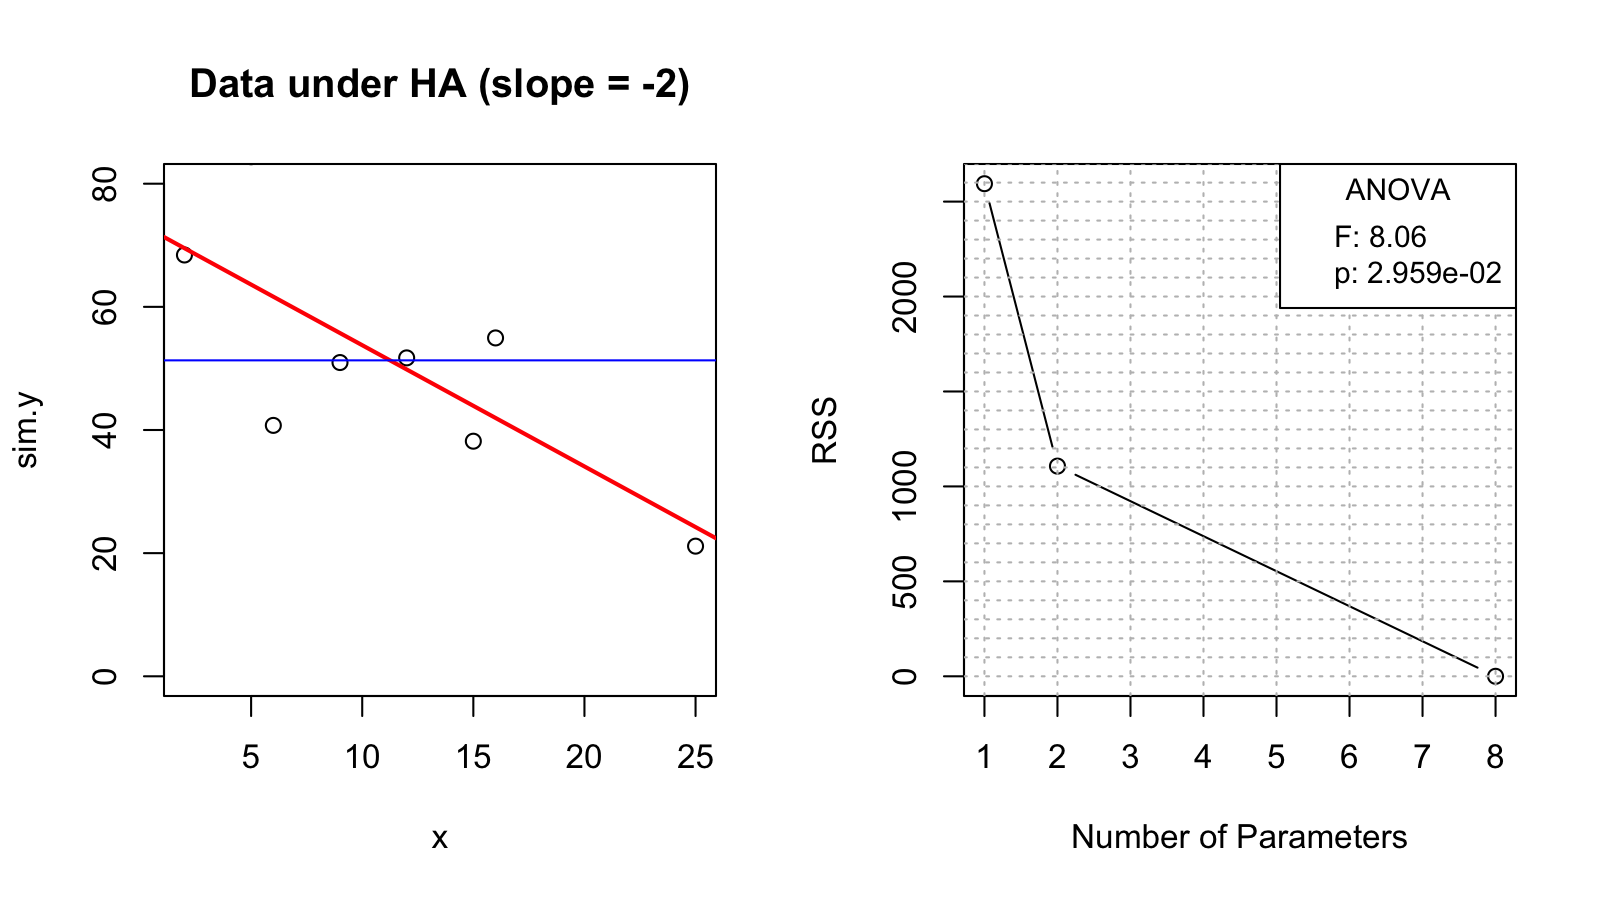 Data under HA (slope = -2)
sim.y
80
60
40
20
0
5 10 15 20 25
x
ANOVA
F: 8.06
p: 2.959e-02
RSS
2000
1000
500
0
1 2 3 4 5 6 7 8
Number of Parameters